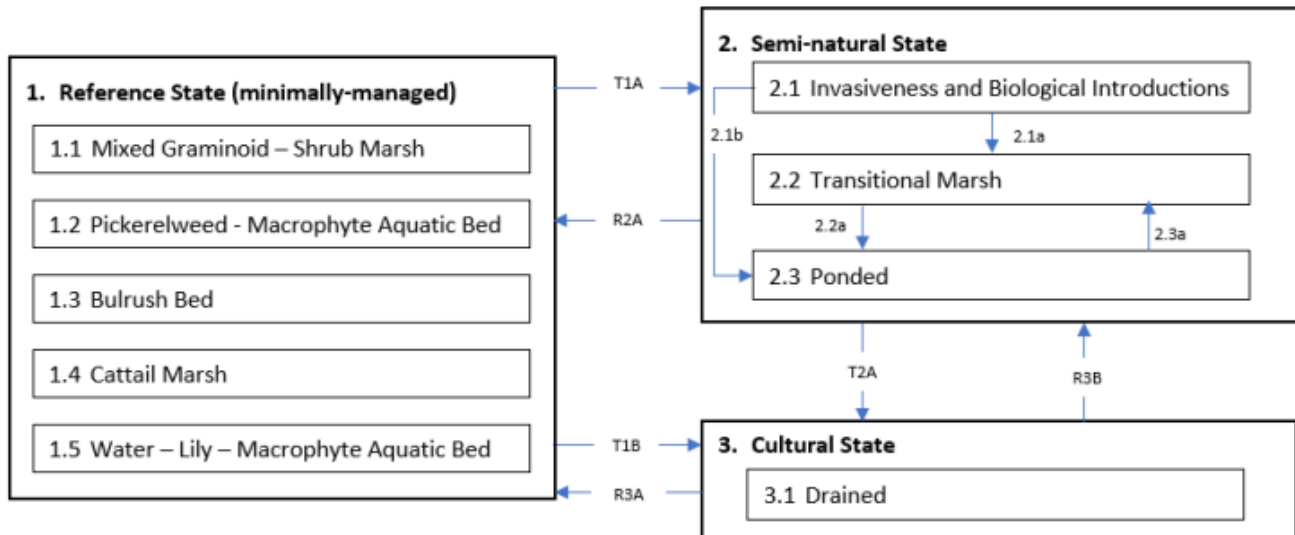 1. Reference State (minimally-managed)
1.1 Mixed Graminoid – Shrub Marsh
1.2 Pickerelweed - Macrophyte Aquatic Bed
1.3 Bulrush Bed
1.4 Cattail Marsh
1.5 Water – Lily – Macrophyte Aquatic Bed
T1A
R2A
T1B
R3A
2. Semi-natural State
2.1 Invasiveness and Biological Introductions
2.1b
2.1a
2.2 Transitional Marsh
2.2a
2.3a
2.3 Ponded
T2A
R3B
3. Cultural State
3.1 Drained